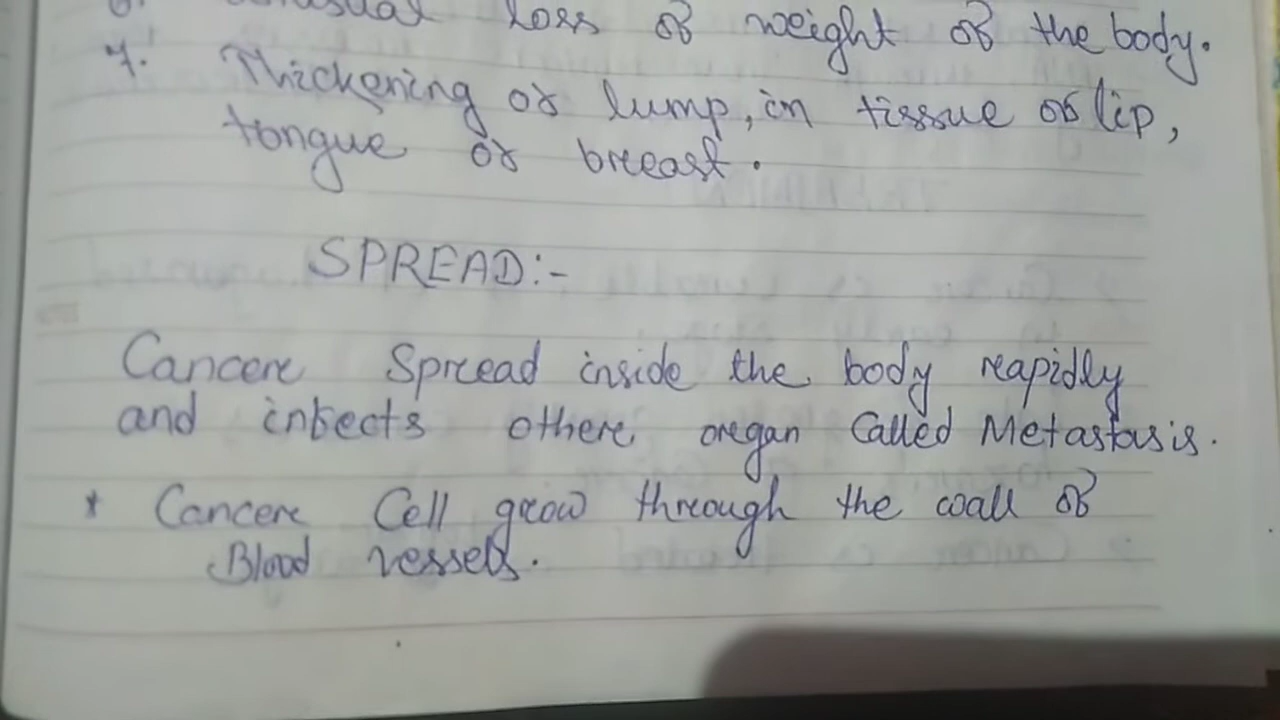 loss of weight of the body.
7. Thickening or lump, in tissue of lip,
tongue or breast.
SPREAD:-
Cancer Spread inside the body rapidly
and infects other organ Called Metastasis.
* Cancer Cell grow through the wall of
Blood vessels.